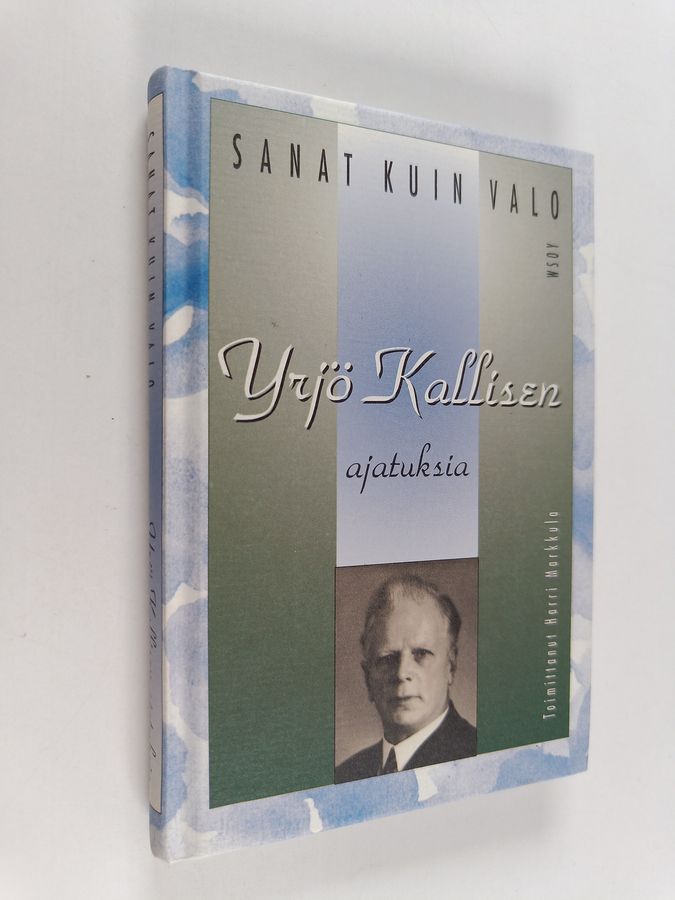 SANAT KUIN VALO
WSOY
Yrjö Kallisen
ajatuksia
Toimittanut Harri Markkula
SANAT KUIN VALO